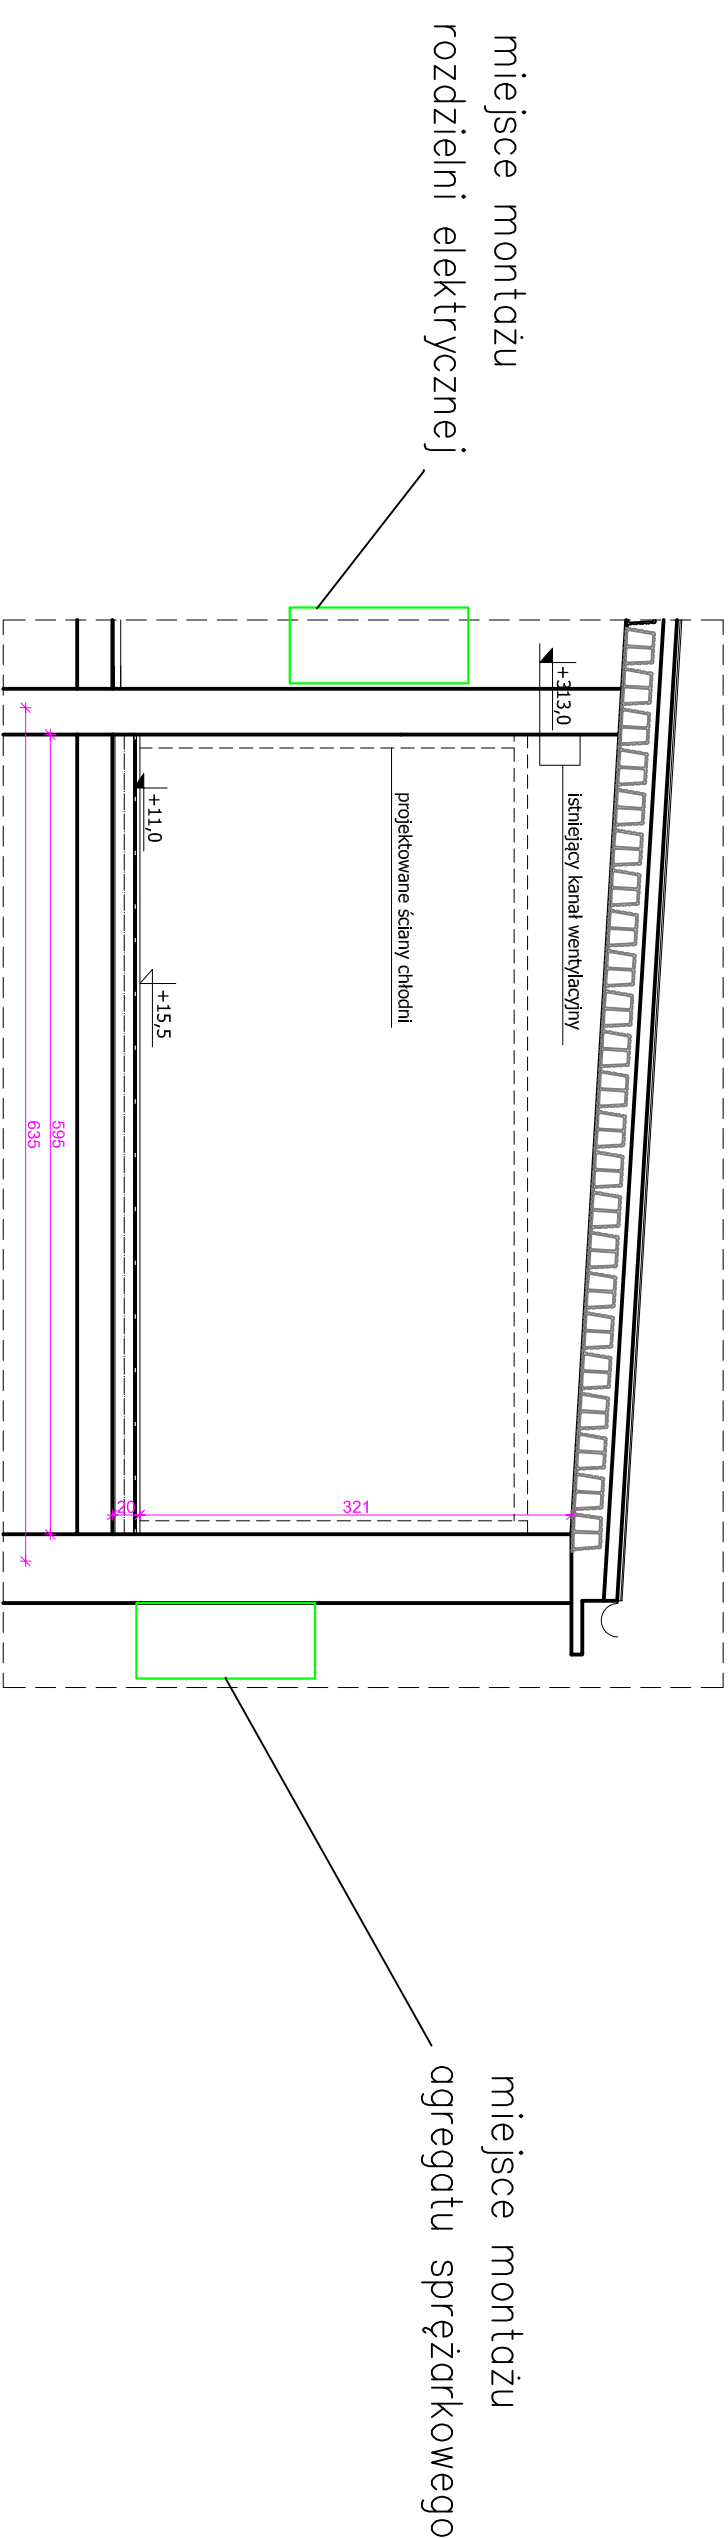 miejsce montażu
rozdzielni elektrycznej
+313,0
istniejący kanał wentylacyjny
projektowane ściany chłodni
+11,0
+15,5
321
20
595
635
miejsce montażu
agregatu sprężarkowego